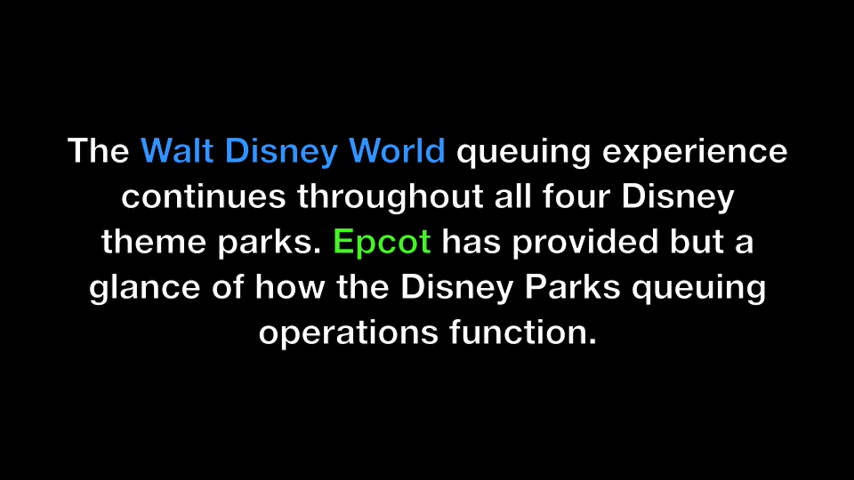 The Walt Disney World queuing experience
continues throughout all four Disney
theme parks. Epcot has provided but a
glance of how the Disney Parks queuing
operations function.